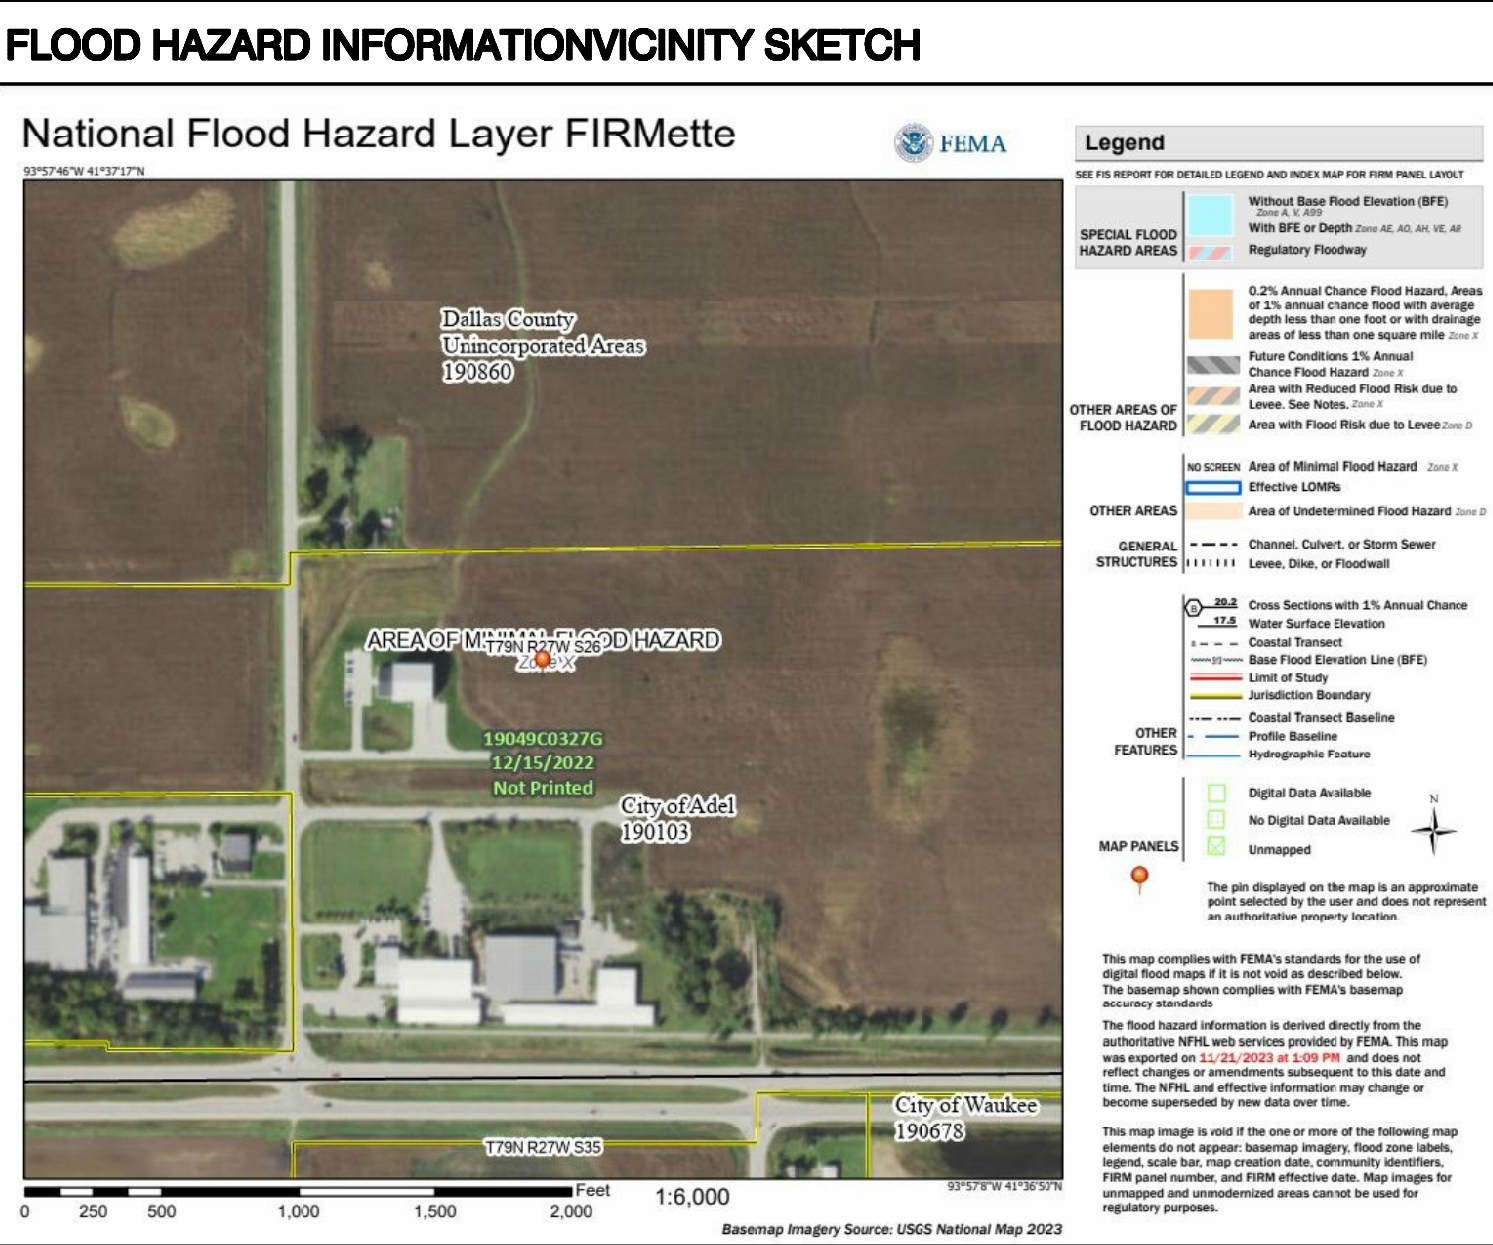 FLOOD HAZARD INFORMATIONVICINITY SKETCH
National Flood Hazard Layer FIRMette
FEMA
93°57'46"W 41°37'17"N
Dallas County
Unincorporated Areas
190860
AREA OF MINIMAL FLOOD HAZARD
T79N R27W S26
Zone X
19049C0327G
12/15/2022
Not Printed
City of Adel
190103
City of Waukee
190678
T79N R27W S35
93°57'8"W 41°36'50"N
Feet
1:6,000
0 250 500 1,000 1,500 2,000
Basemap Imagery Source: USGS National Map 2023
Legend
SEE FIS REPORT FOR DETAILED LEGEND AND INDEX MAP FOR FIRM PANEL LAYOUT
SPECIAL FLOOD
HAZARD AREAS
Without Base Flood Elevation (BFE)
Zone A, V, A99
With BFE or Depth Zone AE, AO, AH, VE, AR
Regulatory Floodway
OTHER AREAS OF
FLOOD HAZARD
0.2% Annual Chance Flood Hazard, Areas
of 1% annual chance flood with average
depth less than one foot or with drainage
areas of less than one square mile Zone X
Future Conditions 1% Annual
Chance Flood Hazard Zone X
Area with Reduced Flood Risk due to
Levee. See Notes. Zone X
Area with Flood Risk due to Levee Zone D
OTHER AREAS
NO SCREEN Area of Minimal Flood Hazard Zone X
Effective LOMRs
Area of Undetermined Flood Hazard Zone D
GENERAL
STRUCTURES
Channel, Culvert, or Storm Sewer
Levee, Dike, or Floodwall
OTHER
FEATURES
B 20.2 Cross Sections with 1% Annual Chance
17.5 Water Surface Elevation
8 Coastal Transect
513 Base Flood Elevation Line (BFE)
Limit of Study
Jurisdiction Boundary
Coastal Transect Baseline
Profile Baseline
Hydrographic Feature
MAP PANELS
Digital Data Available
No Digital Data Available
Unmapped
N
The pin displayed on the map is an approximate
point selected by the user and does not represent
an authoritative property location.
This map complies with FEMA's standards for the use of
digital flood maps if it is not void as described below.
The basemap shown complies with FEMA's basemap
accuracy standards
The flood hazard information is derived directly from the
authoritative NFHL web services provided by FEMA. This map
was exported on 11/21/2023 at 1:09 PM and does not
reflect changes or amendments subsequent to this date and
time. The NFHL and effective information may change or
become superseded by new data over time.
This map image is void if the one or more of the following map
elements do not appear: basemap imagery, flood zone labels,
legend, scale bar, map creation date, community identifiers,
FIRM panel number, and FIRM effective date. Map images for
unmapped and unmodernized areas cannot be used for
regulatory purposes.